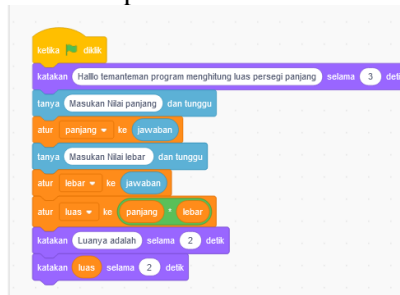 ketika diklik
katakan Halllo temanteman program menghitung luas persegi panjang selama 3 deti
tanya Masukan Nilai panjang dan tunggu
atur panjang ke jawaban
tanya Masukan Nilai lebar dan tunggu
atur lebar ke jawaban
atur luas ke panjang * lebar
katakan Luanya adalah selama 2 detik
katakan luas selama 2 detik